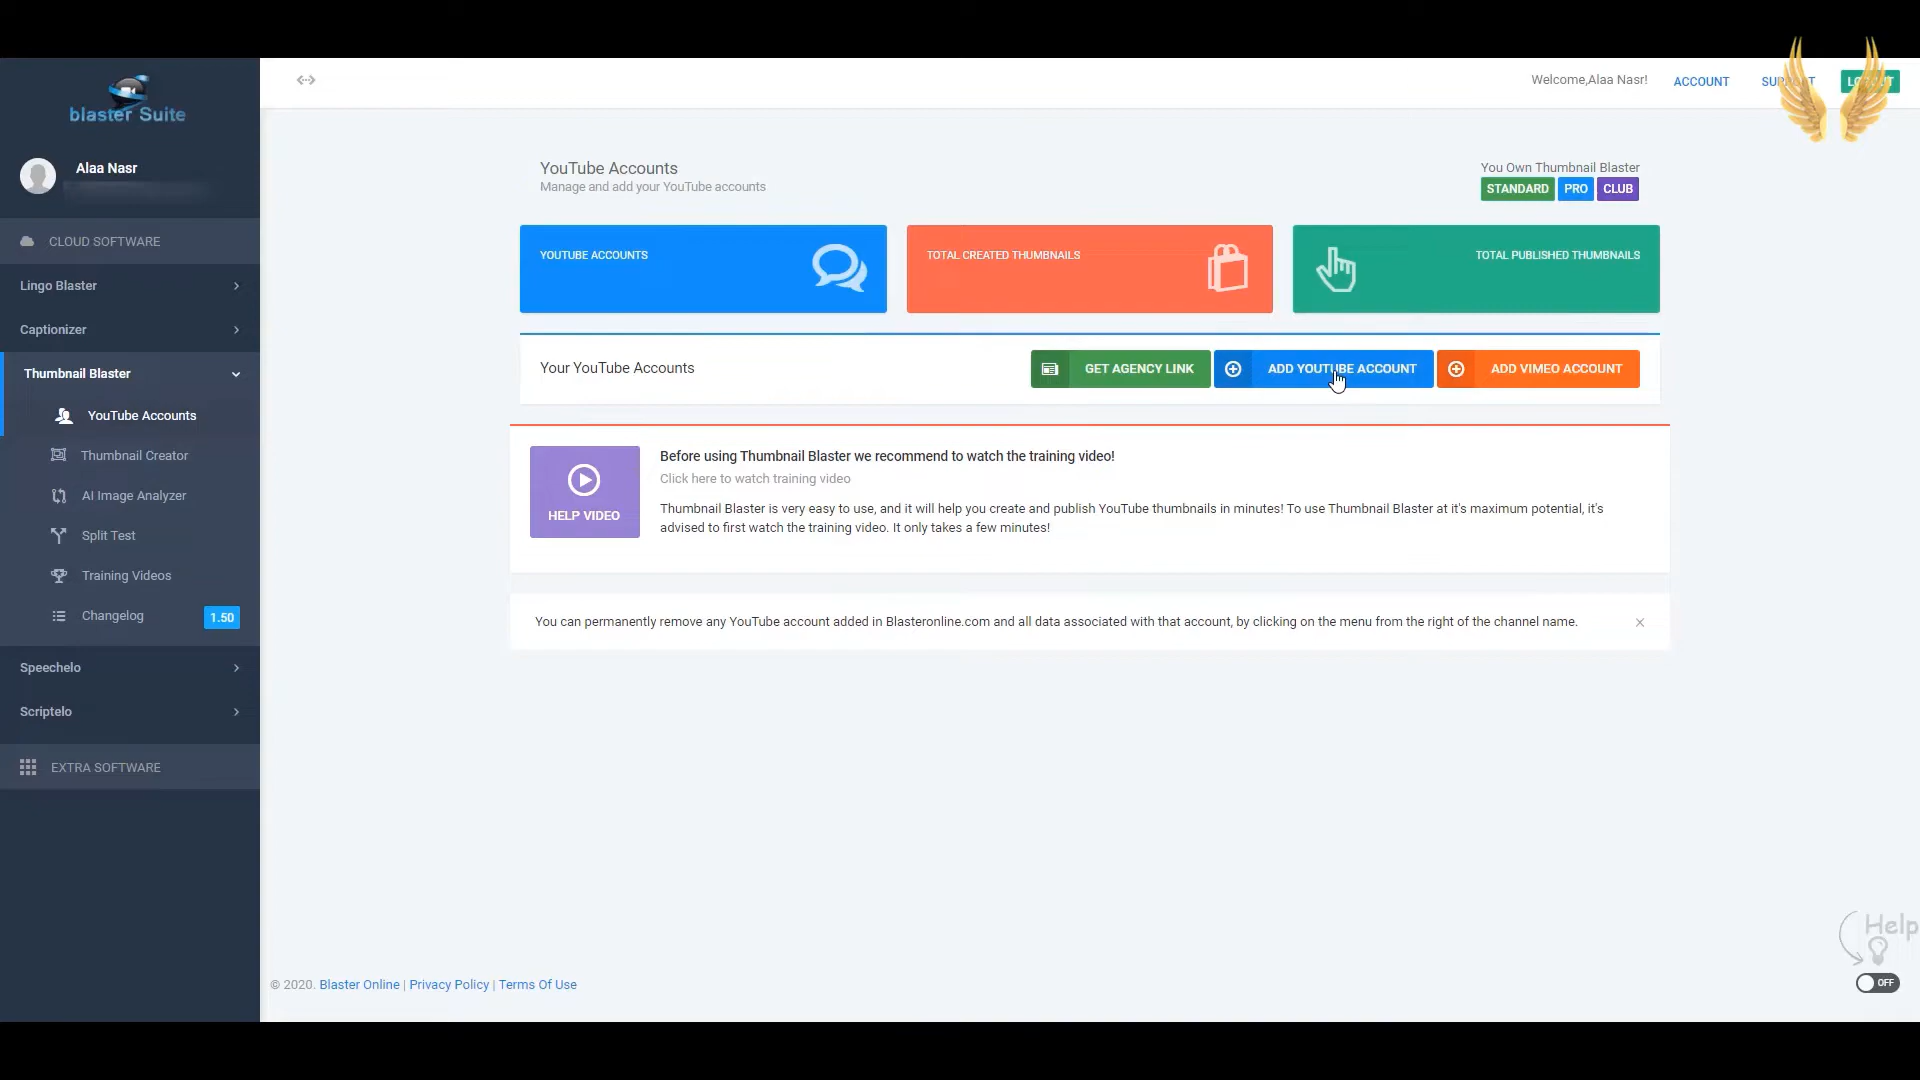 blaster Suite
Alaa Nasr
CLOUD SOFTWARE
Lingo Blaster
Captionizer
Thumbnail Blaster
YouTube Accounts
Thumbnail Creator
AI Image Analyzer
Split Test
Training Videos
Changelog 1.50
Speechelo
Scriptelo
EXTRA SOFTWARE
Welcome,Alaa Nasr! ACCOUNT
YouTube Accounts
Manage and add your YouTube accounts
You Own Thumbnail Blaster
STANDARD PRO CLUB
YOUTUBE ACCOUNTS
TOTAL CREATED THUMBNAILS
TOTAL PUBLISHED THUMBNAILS
Your YouTube Accounts
GET AGENCY LINK
ADD YOUTUBE ACCOUNT
ADD VIMEO ACCOUNT
HELP VIDEO
Before using Thumbnail Blaster we recommend to watch the training video!
Click here to watch training video
Thumbnail Blaster is very easy to use, and it will help you create and publish YouTube thumbnails in minutes! To use Thumbnail Blaster at it's maximum potential, it's
advised to first watch the training video. It only takes a few minutes!
You can permanently remove any YouTube account added in Blasteronline.com and all data associated with that account, by clicking on the menu from the right of the channel name.
Help
OFF
© 2020. Blaster Online | Privacy Policy | Terms Of Use